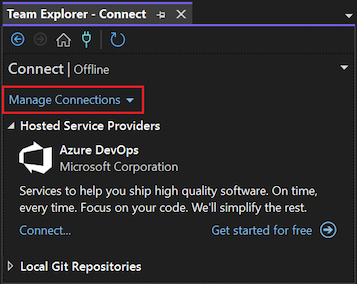 Team Explorer - Connect
Connect | Offline
Manage Connections
Hosted Service Providers
Azure DevOps
Microsoft Corporation
Services to help you ship high quality software. On time,
every time. Focus on your code. We'll simplify the rest.
Connect... Get started for free
Local Git Repositories